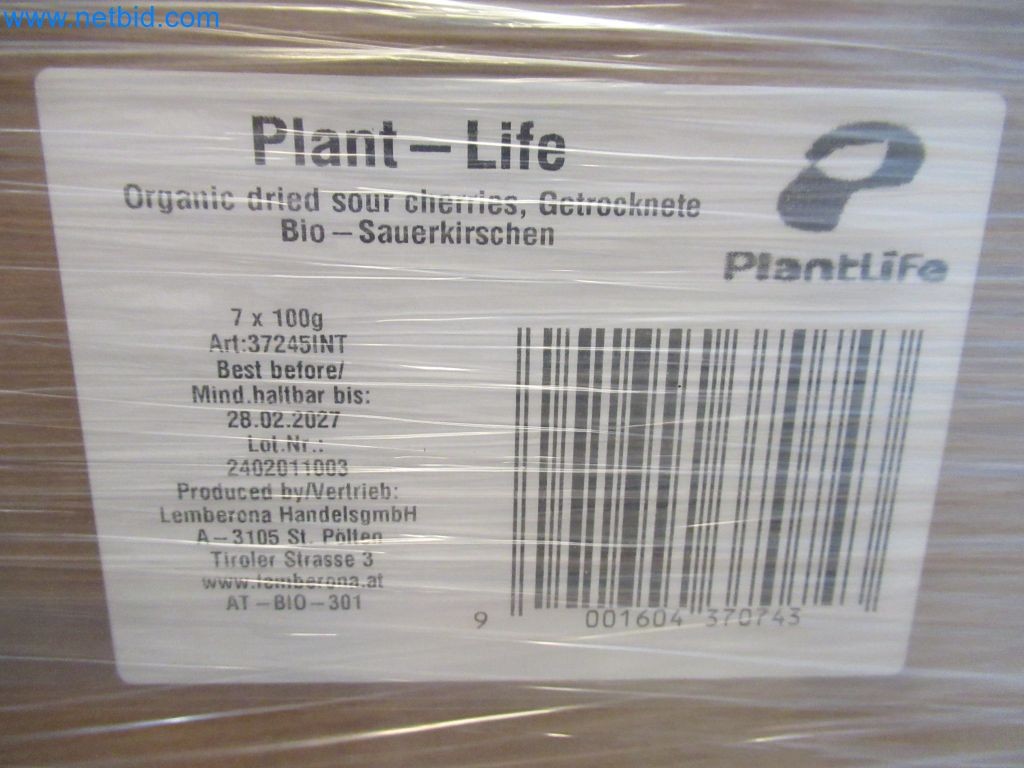 www.netbid.com
Plant – Life
Organic dried sour cherries, Getrocknete
Bio – Sauerkirschen
PlantLife
7 x 100g
Art:37245INT
Best before/
Mind.haltbar bis:
28.02.2027
Lot.Nr.:
2402011003
Produced by/Vertrieb:
Lemberona HandelsgmbH
A – 3105 St. Pölten
Tiroler Strasse 3
www.lemberona.at
AT – BIO – 301
9 001604 370743